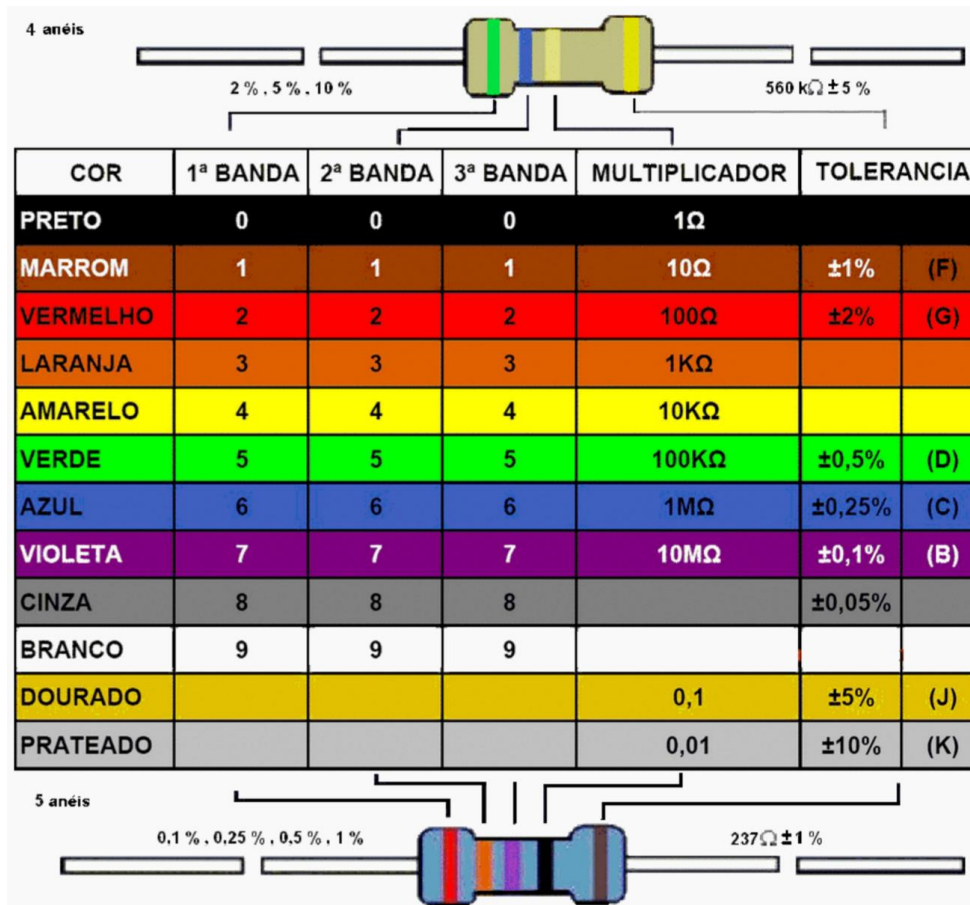 4 anéis
2 % , 5 % , 10 %
560 kΩ ± 5 %
COR 1ª BANDA 2ª BANDA 3ª BANDA MULTIPLICADOR TOLERANCIA
PRETO 0 0 0 1Ω
MARROM 1 1 1 10Ω ±1% (F)
VERMELHO 2 2 2 100Ω ±2% (G)
LARANJA 3 3 3 1KΩ
AMARELO 4 4 4 10KΩ
VERDE 5 5 5 100KΩ ±0,5% (D)
AZUL 6 6 6 1MΩ ±0,25% (C)
VIOLETA 7 7 7 10MΩ ±0,1% (B)
CINZA 8 8 8 ±0,05%
BRANCO 9 9 9
DOURADO 0,1 ±5% (J)
PRATEADO 0,01 ±10% (K)
5 anéis
0,1 % , 0,25 % , 0,5 % , 1 %
237 Ω ± 1 %